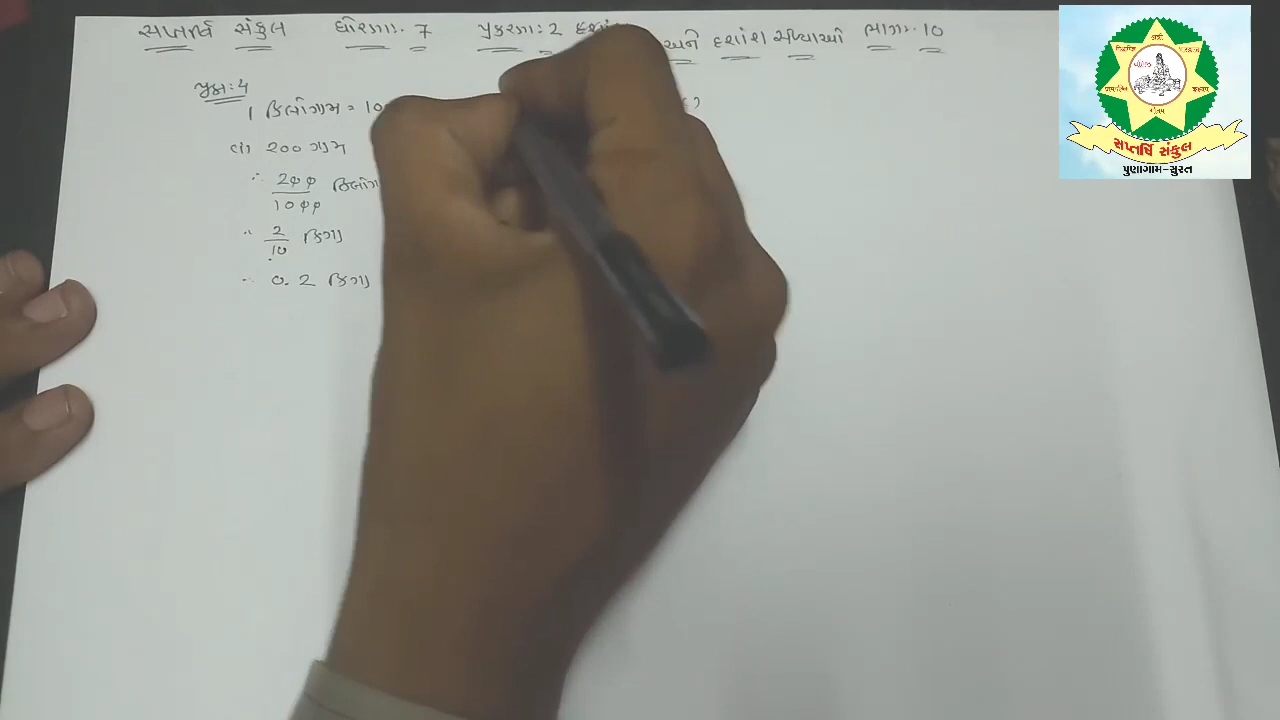 સપ્તર્ષિ સંકુલ ધોરણ. 7 પ્રકરણ: 2 અને દશાંશ સંખ્યાઓ ભાગ. 10
પ્રશ્ન: 4
1 કિલોગ્રામ = 10
(i) 200 ગ્રામ
∴ 200
1000
∴ 2 કિગ્રા
10
∴ 0.2 કિગ્રા
સપ્તર્ષિ સંકુલ
પુણાગામ-સુરત